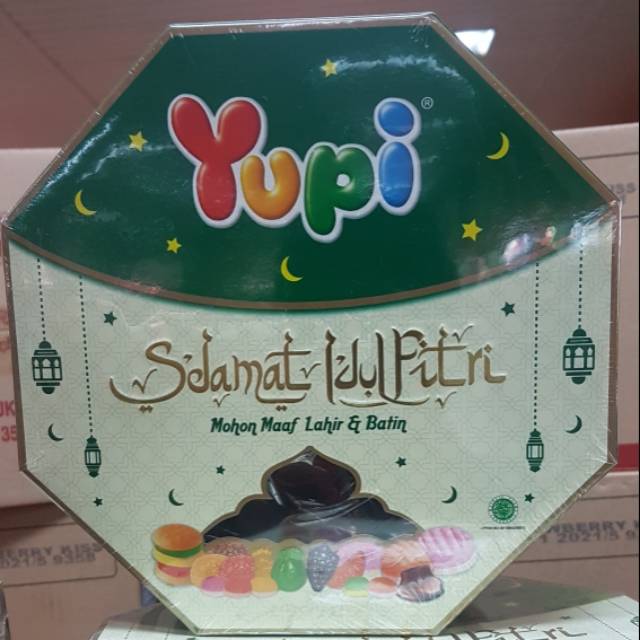 Yupi®
Selamat Idul Fitri
Mohon Maaf Lahir & Batin